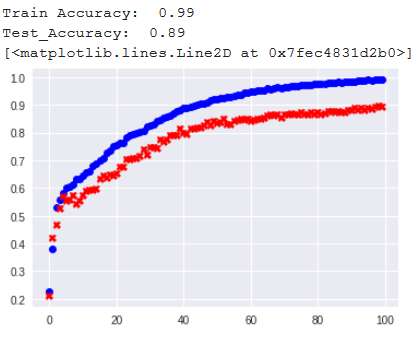 Train Accuracy:  0.99
Test_Accuracy:  0.89
[<matplotlib.lines.Line2D at 0x7fec4831d2b0>]
1.0
0.9
0.8
0.7
0.6
0.5
0.4
0.3
0.2
0 20 40 60 80 100